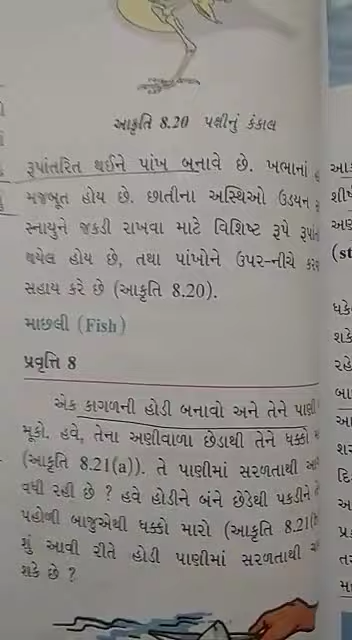 આકૃતિ 8.20 પક્ષીનું કંકાલ
રૂપાંતરિત થઈને પાંખ બનાવે છે. ખભાનાં
મજબૂત હોય છે. છાતીના અસ્થિઓ ઉડ્ડયન
સ્નાયુને જકડી રાખવા માટે વિશિષ્ટ રૂપે
થયેલ હોય છે, તથા પાંખોને ઉપર-નીચે
સહાય કરે છે (આકૃતિ 8.20).
માછલી (Fish)
પ્રવૃત્તિ 8
એક કાગળની હોડી બનાવો અને તેને પાણી
મૂકો. હવે, તેના અણીવાળા છેડાથી તેને ધક્કો
(આકૃતિ 8.21(a)). તે પાણીમાં સરળતાથી
વધી રહી છે ? હવે હોડીને બંને છેડેથી પકડીને
પહોળી બાજુએથી ધક્કો મારો (આકૃતિ 8.21
શું આવી રીતે હોડી પાણીમાં સરળતાથી
શકે છે ?